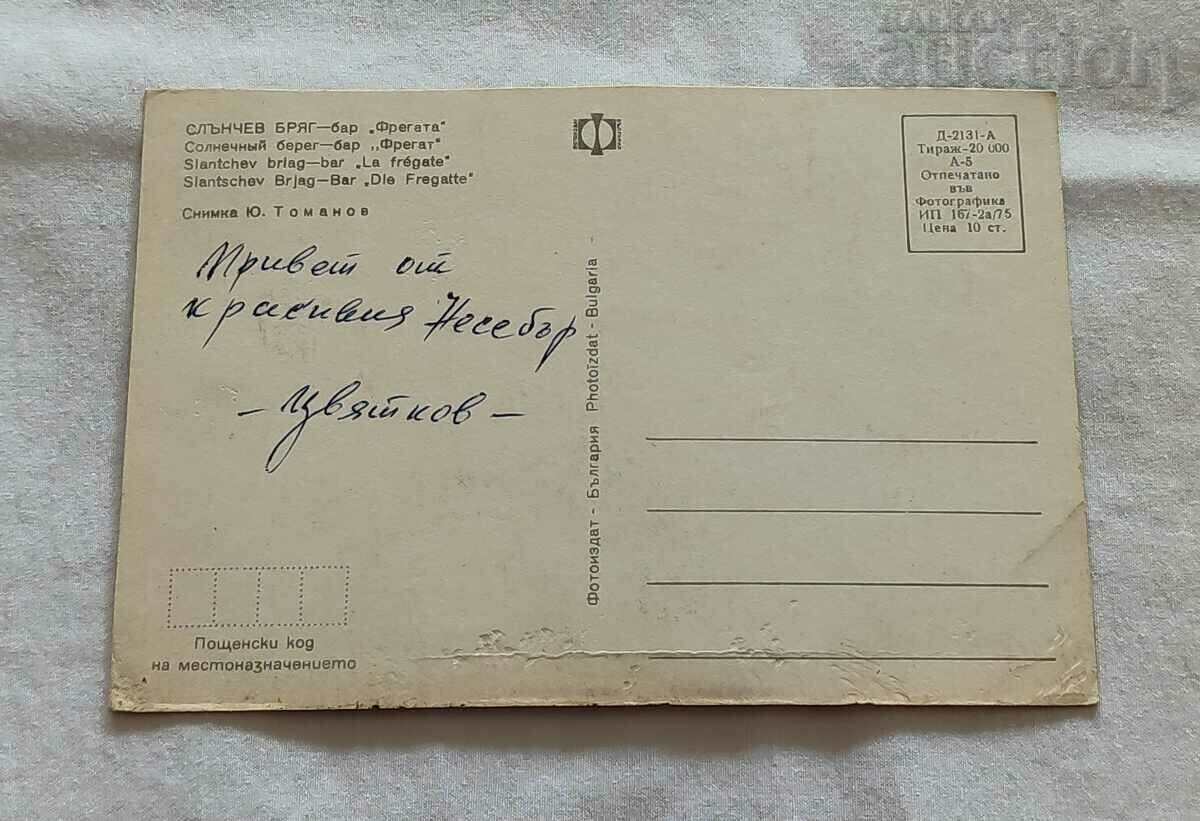 СЛЪНЧЕВ БРЯГ—бар „Фрегата"
Солнечный берег—бар ,,Фрегат"
Slantchev briag—bar „La frégate"
Slantschev Brjag—Bar „Die Fregatte"
Снимка Ю. Томанов
Привет от
красивия Несебър
- Цвятков -
Пощенски код
на местоназначението
Фотоиздат - България Photoizdat - Bulgaria -
Д-2131-А
Тираж-20 000
А-5
Отпечатано
във
Фотографика
ИП 167-2а/75
Цена 10 ст.